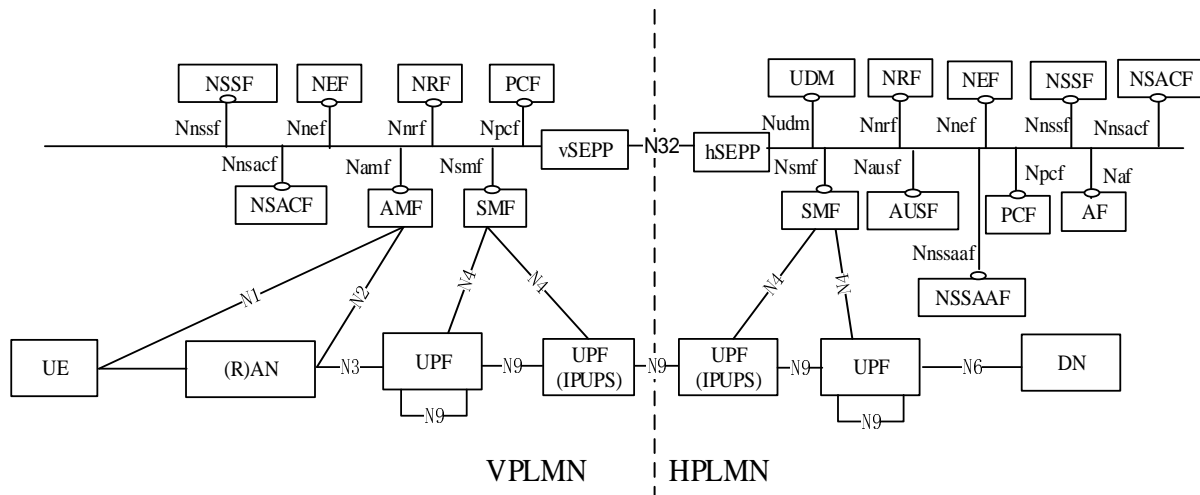 NSSF NEF NRF PCF UDM NRF NEF NSSF NSACF
Nnssf Nnef Nnrf Npcf Nudm Nnrf Nnef Nnssf Nnsacf
vSEPP N32 hSEPP
Nnsacf Namf Nsmf Nsmf Nausf Npcf Naf
NSACF AMF SMF SMF AUSF PCF AF
Nnssaaf
NSSAAF
N1 N2 N4 N4 N4 N4
UE (R)AN N3 UPF N9 UPF
(IPUPS) N9 UPF
(IPUPS) N9 UPF N6 DN
N9 N9
VPLMN HPLMN